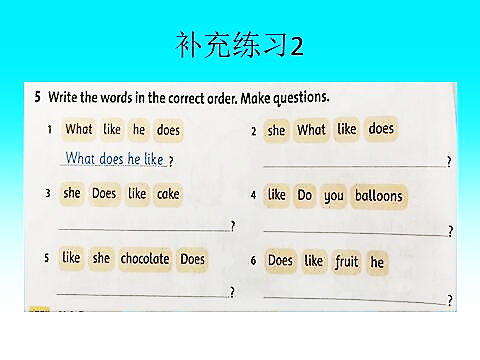 补充练习2
5 Write the words in the correct order. Make questions.
1 What like he does
What does he like ?
2 she What like does
?
3 she Does like cake
?
4 like Do you balloons
?
5 like she chocolate Does
?
6 Does like fruit he
?